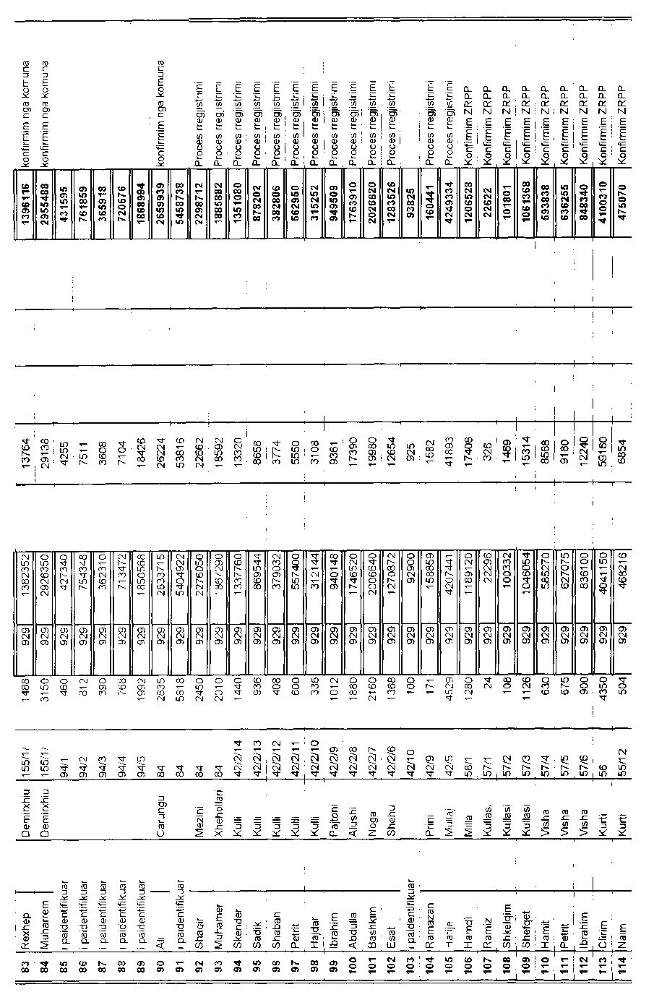 83 Rexhep Demirxhiu 155/1/ 1488 929 1382352 13764 1396116 konfirmim nga komuna
84 Muharrem Demirxhiu 155/1/ 3150 929 2926350 29138 2955488 konfirmim nga komuna
85 i paidentifikuar 94/1 460 929 427340 4255 431595
86 i paidentifikuar 94/2 812 929 754348 7511 761859
87 i paidentifikuar 94/3 390 929 362310 3608 365918
88 i paidentifikuar 94/4 768 929 713472 7104 720676
89 i paidentifikuar 94/5 1992 929 1850568 18426 1868994
90 Ali Carungu 84 2835 929 2633715 26224 2659939 konfirmim nga komuna
91 i paidentifikuar 84 5818 929 5404922 53816 5458738
92 Shaqir Mezini 84 2450 929 2276050 22662 2298712 Proces rregjistrimi
93 Muhamer Xhehollari 84 2010 929 1867290 18592 1885882 Proces rregjistrimi
94 Skender Kulli 42/2/14 1440 929 1337760 13320 1351080 Proces rregjistrimi
95 Sadik Kulli 42/2/13 936 929 869544 8658 878202 Proces rregjistrimi
96 Shaban Kulli 42/2/12 408 929 379032 3774 382806 Proces rregjistrimi
97 Petrit Kulli 42/2/11 600 929 557400 5550 562950 Proces rregjistrimi
98 Hajdar Kulli 42/2/10 336 929 312144 3108 315252 Proces rregjistrimi
99 Ibrahim Pajtoni 42/2/9 1012 929 940148 9361 949509 Proces rregjistrimi
100 Abdulla Alushi 42/2/8 1880 929 1746520 17390 1763910 Proces rregjistrimi
101 Bashkim Noga 42/2/7 2160 929 2006640 19980 2026620 Proces rregjistrimi
102 Esat Shehu 42/2/6 1368 929 1270872 12654 1283526 Proces rregjistrimi
103 i paidentifikuar 42/10 100 929 92900 925 93825
104 Ramazan Prini 42/9 171 929 158859 1582 160441 Proces rregjistrimi
105 Harije Mullaj 42/5 4529 929 4207441 41893 4249334 Proces rregjistrimi
106 Hamdi Milla 58/1 1280 929 1189120 17408 1206528 Konfirmim ZRPP
107 Ramiz Kullas. 57/1 24 929 22296 326 22622 Konfirmim ZRPP
108 Shkelqim Kullasi 57/2 108 929 100332 1469 101801 Konfirmim ZRPP
109 Shefqet Kullasi 57/3 1126 929 1046054 15314 1061368 Konfirmim ZRPP
110 Hamit Visha 57/4 630 929 585270 8568 593838 Konfirmim ZRPP
111 Petrit Visha 57/5 675 929 627075 9180 636255 Konfirmim ZRPP
112 Ibrahim Visha 57/6 900 929 836100 12240 848340 Konfirmim ZRPP
113 Clirim Kurti 56 4350 929 4041150 59160 4100310 Konfirmim ZRPP
114 Naim Kurti 55/12 504 929 468216 6854 475070 Konfirmim ZRPP